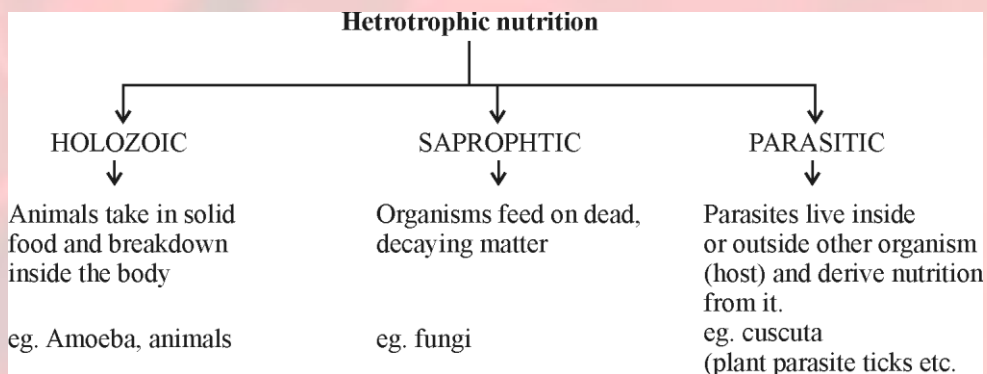 Hetrotrophic nutrition
HOLOZOIC
SAPROPHTIC
PARASITIC
Animals take in solid
food and breakdown
inside the body
eg. Amoeba, animals
Organisms feed on dead,
decaying matter
eg. fungi
Parasites live inside
or outside other organism
(host) and derive nutrition
from it.
eg. cuscuta
(plant parasite ticks etc.